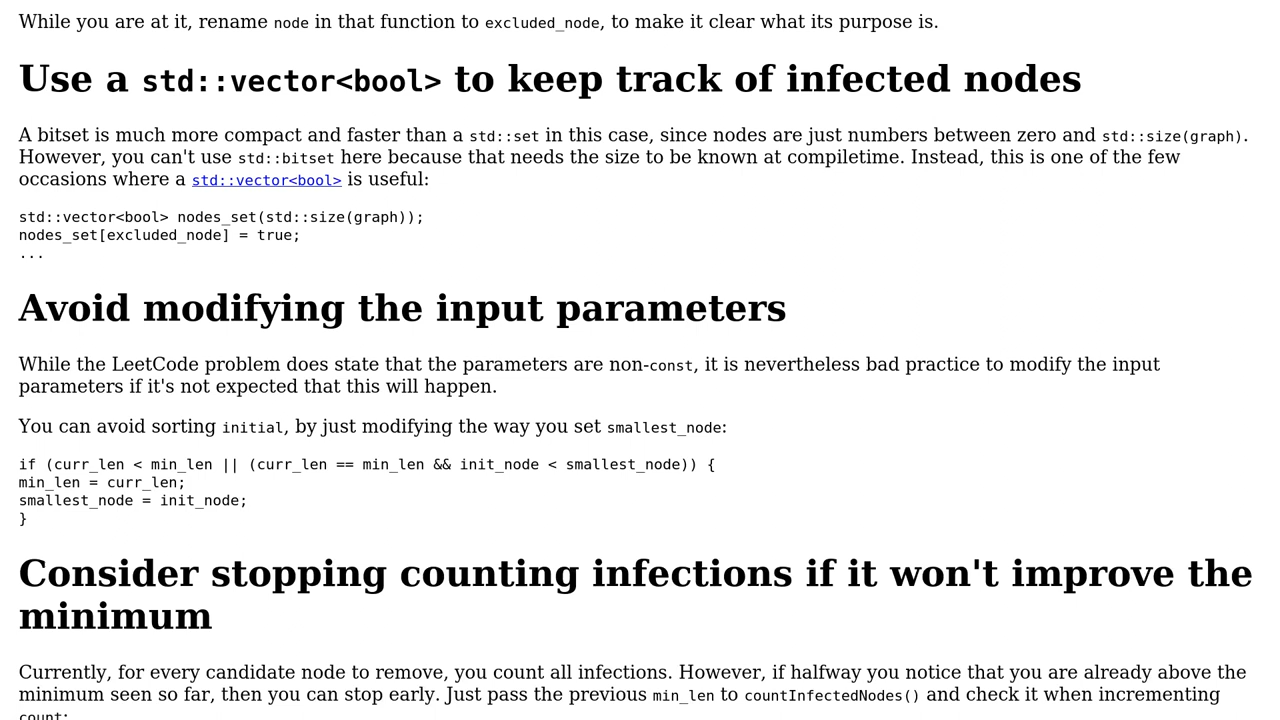 While you are at it, rename node in that function to excluded_node, to make it clear what its purpose is.
Use a std::vector<bool> to keep track of infected nodes
A bitset is much more compact and faster than a std::set in this case, since nodes are just numbers between zero and std::size(graph).
However, you can't use std::bitset here because that needs the size to be known at compiletime. Instead, this is one of the few
occasions where a std::vector<bool> is useful:
std::vector<bool> nodes_set(std::size(graph));
nodes_set[excluded_node] = true;
...
Avoid modifying the input parameters
While the LeetCode problem does state that the parameters are non-const, it is nevertheless bad practice to modify the input
parameters if it's not expected that this will happen.
You can avoid sorting initial, by just modifying the way you set smallest_node:
if (curr_len < min_len || (curr_len == min_len && init_node < smallest_node)) {
min_len = curr_len;
smallest_node = init_node;
}
Consider stopping counting infections if it won't improve the
minimum
Currently, for every candidate node to remove, you count all infections. However, if halfway you notice that you are already above the
minimum seen so far, then you can stop early. Just pass the previous min_len to countInfectedNodes() and check it when incrementing
count: